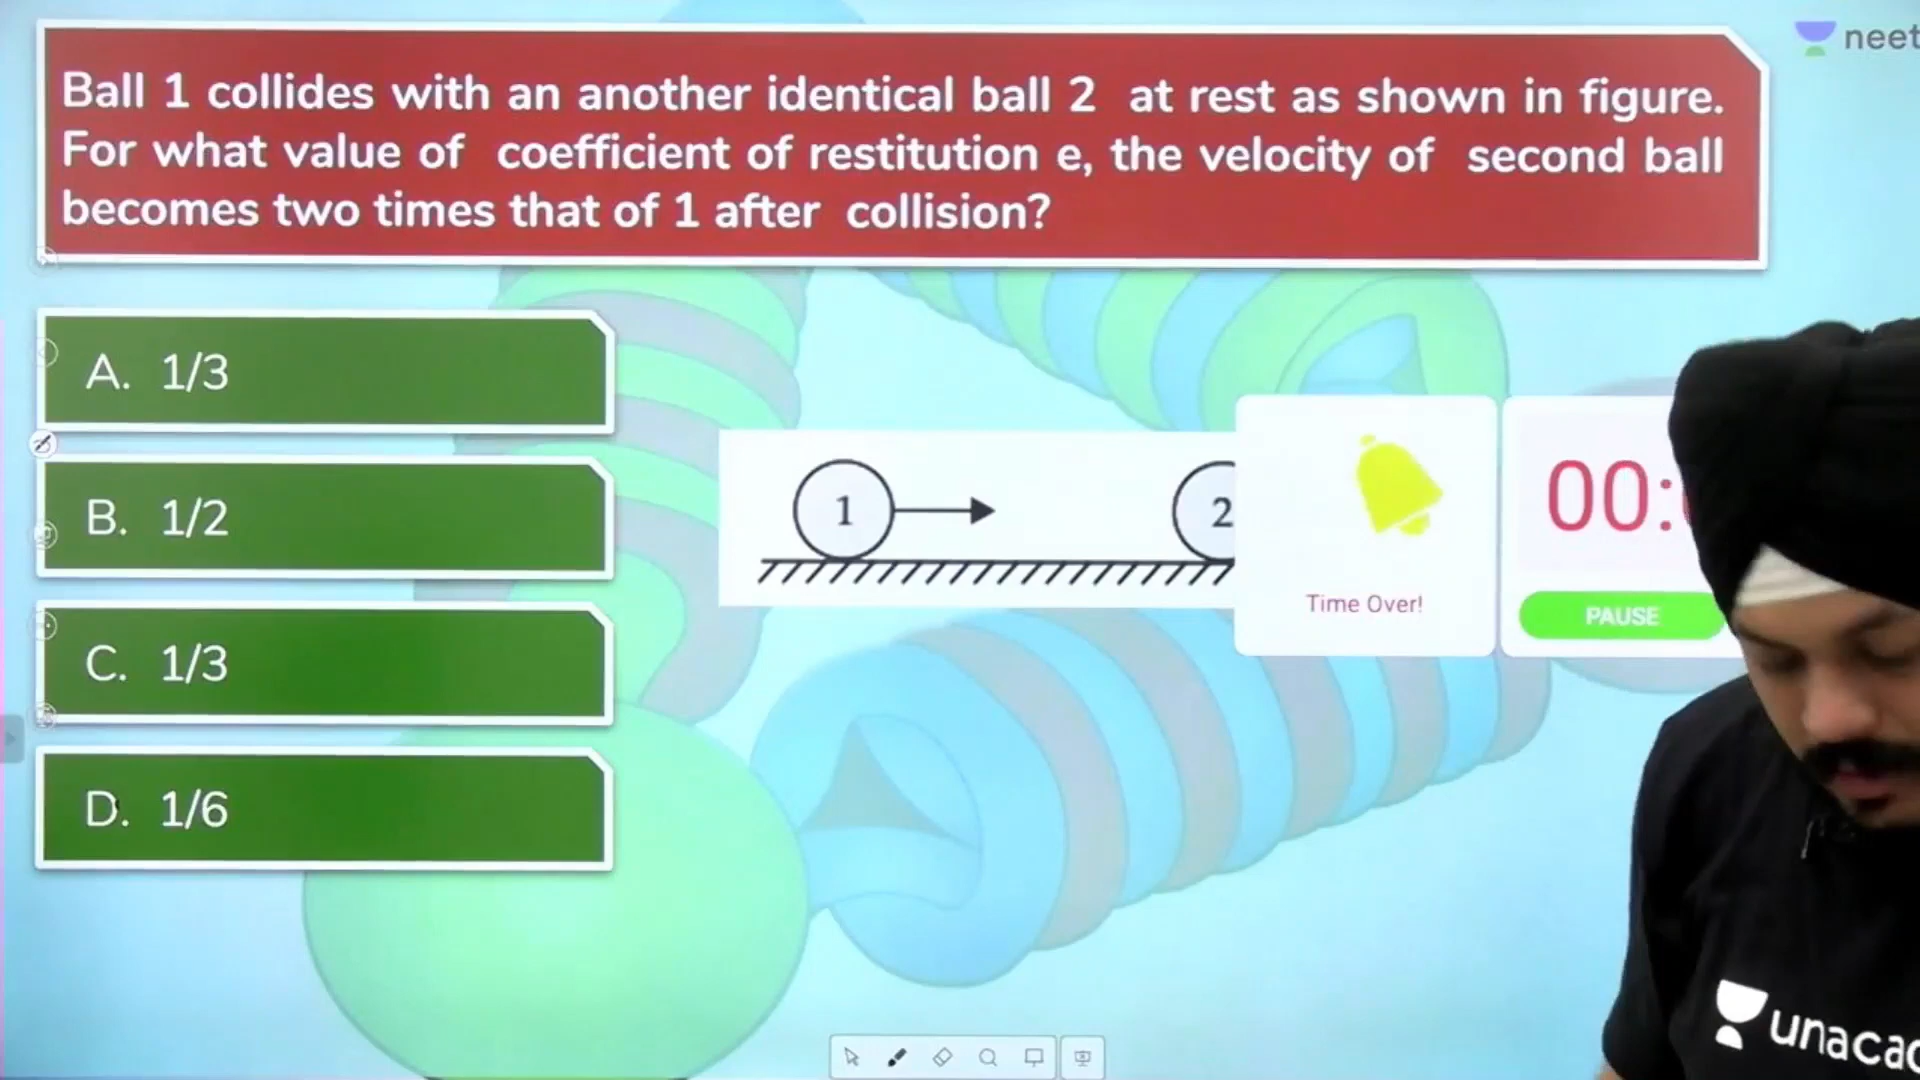 neet
Ball 1 collides with an another identical ball 2 at rest as shown in figure.
For what value of coefficient of restitution e, the velocity of second ball
becomes two times that of 1 after collision?
A. 1/3
B. 1/2
C. 1/3
D. 1/6
1
2
Time Over!
00:
PAUSE
unacad